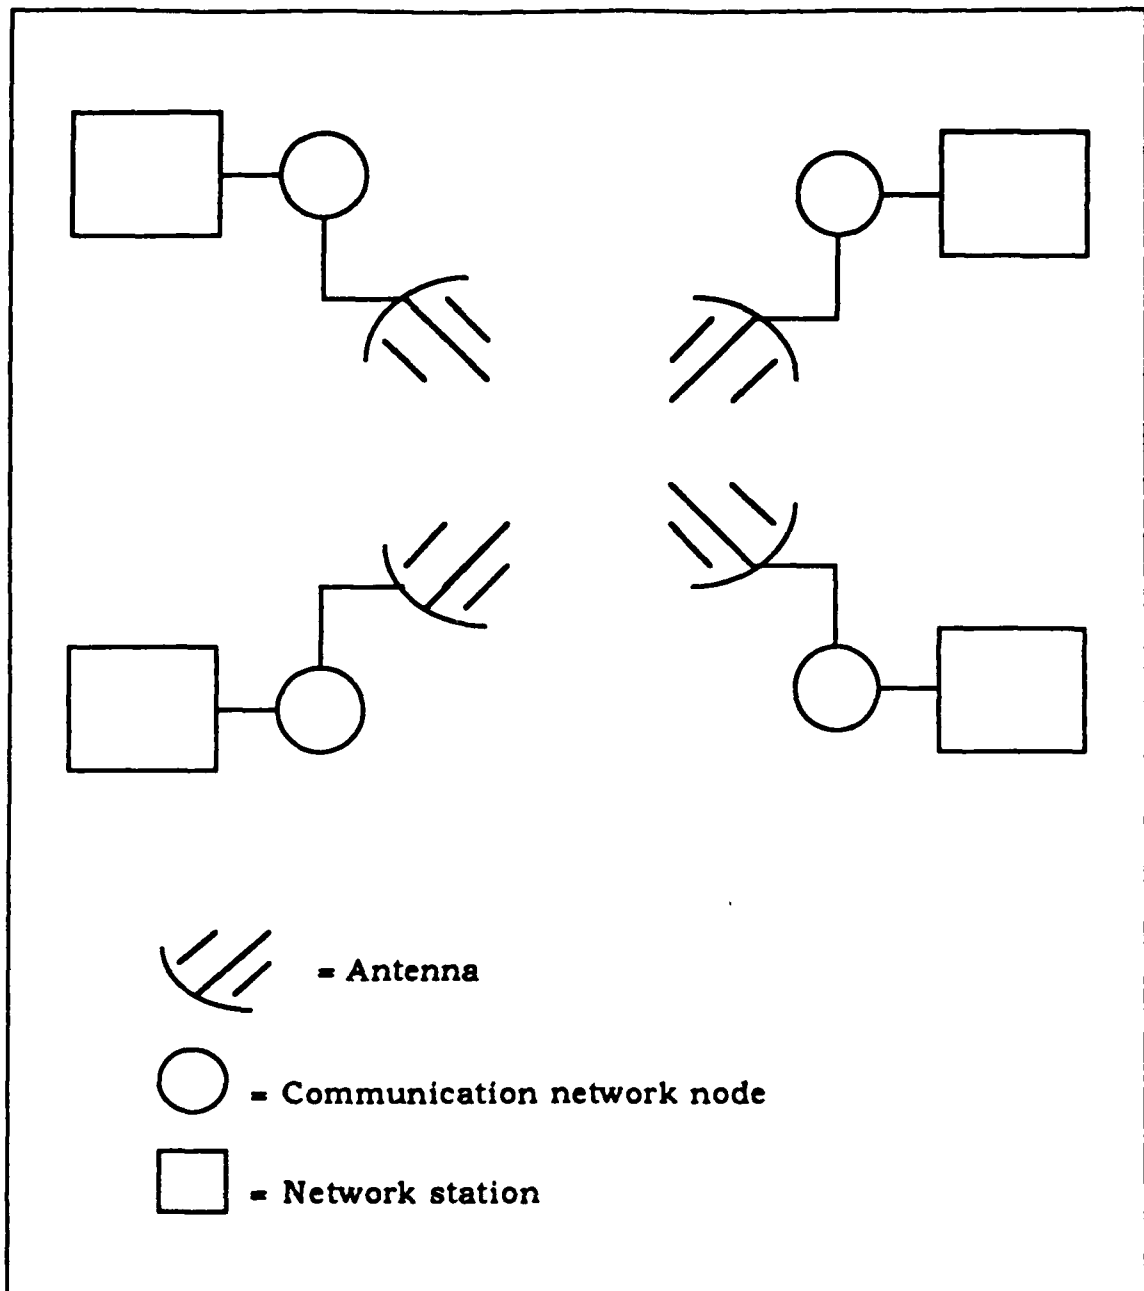 = Antenna
= Communication network node
= Network station